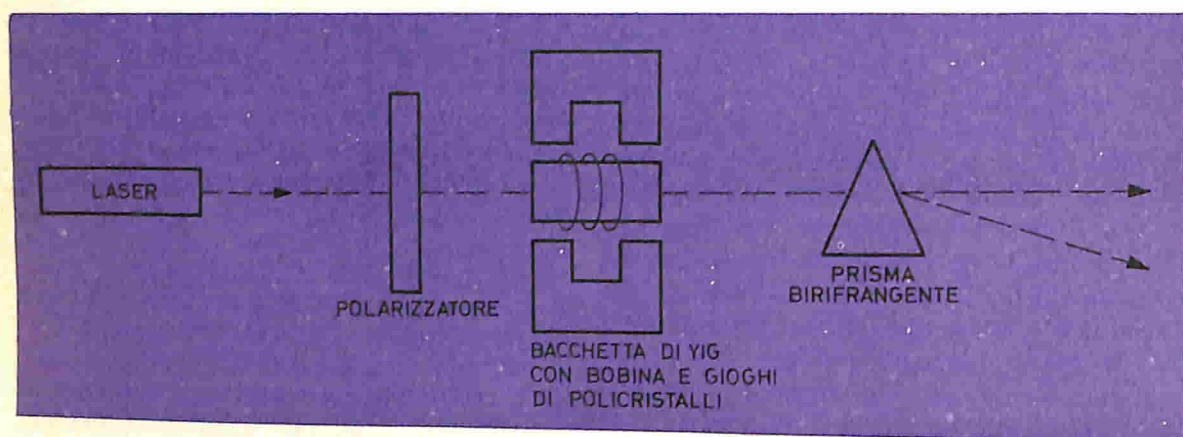 LASER
POLARIZZATORE
BACCHETTA DI YIG
CON BOBINA E GIOGHI
DI POLICRISTALLI
PRISMA
BIRIFRANGENTE